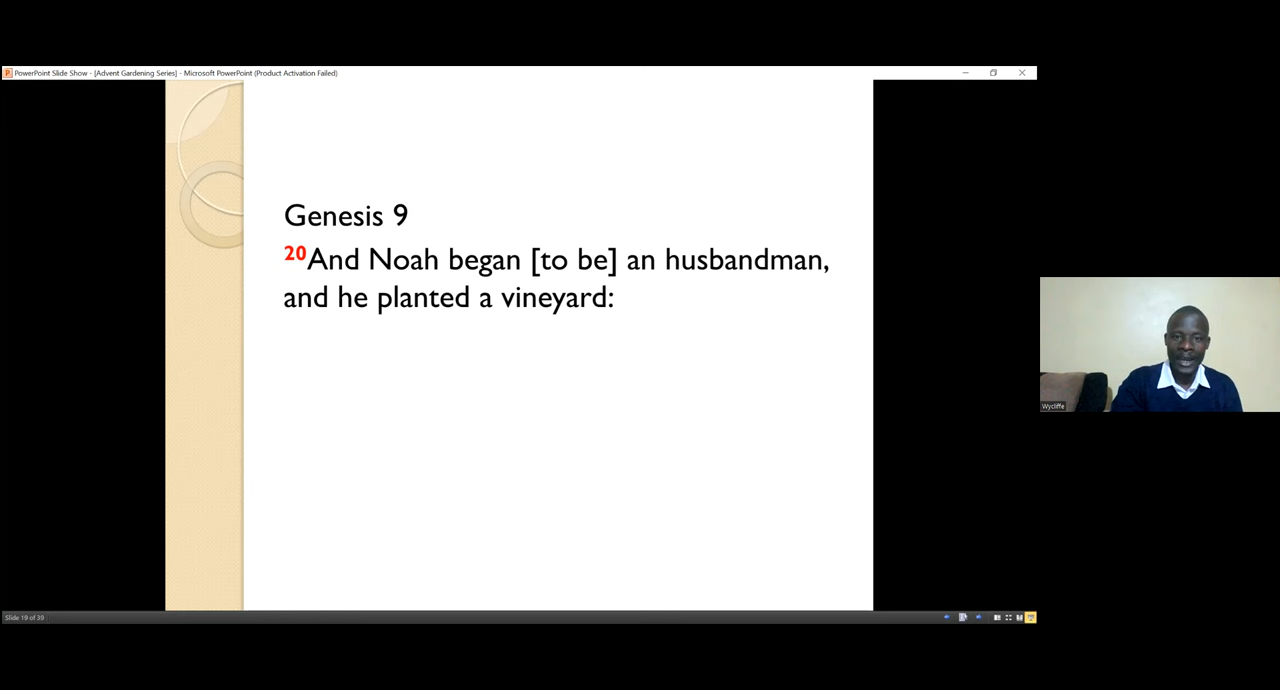 PowerPoint Slide Show - [Advent Gardening Series] - Microsoft PowerPoint (Product Activation Failed)
Genesis 9
20And Noah began [to be] an husbandman,
and he planted a vineyard:
Wycliffe
Slide 19 of 39